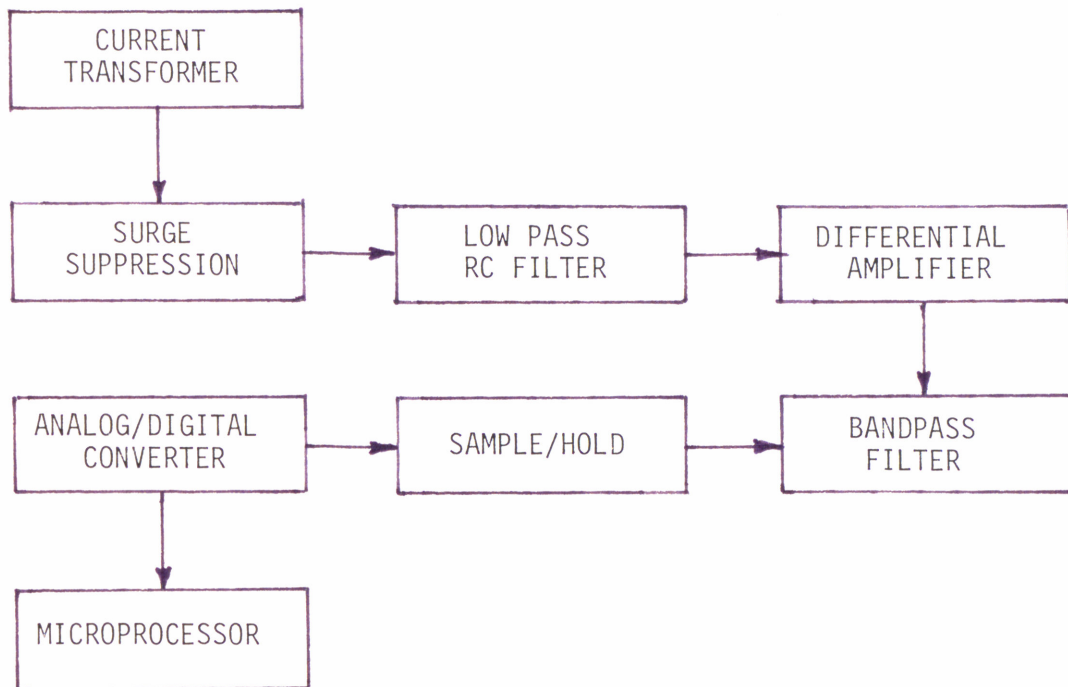 CURRENT
TRANSFORMER
SURGE
SUPPRESSION
LOW PASS
RC FILTER
DIFFERENTIAL
AMPLIFIER
ANALOG/DIGITAL
CONVERTER
SAMPLE/HOLD
BANDPASS
FILTER
MICROPROCESSOR